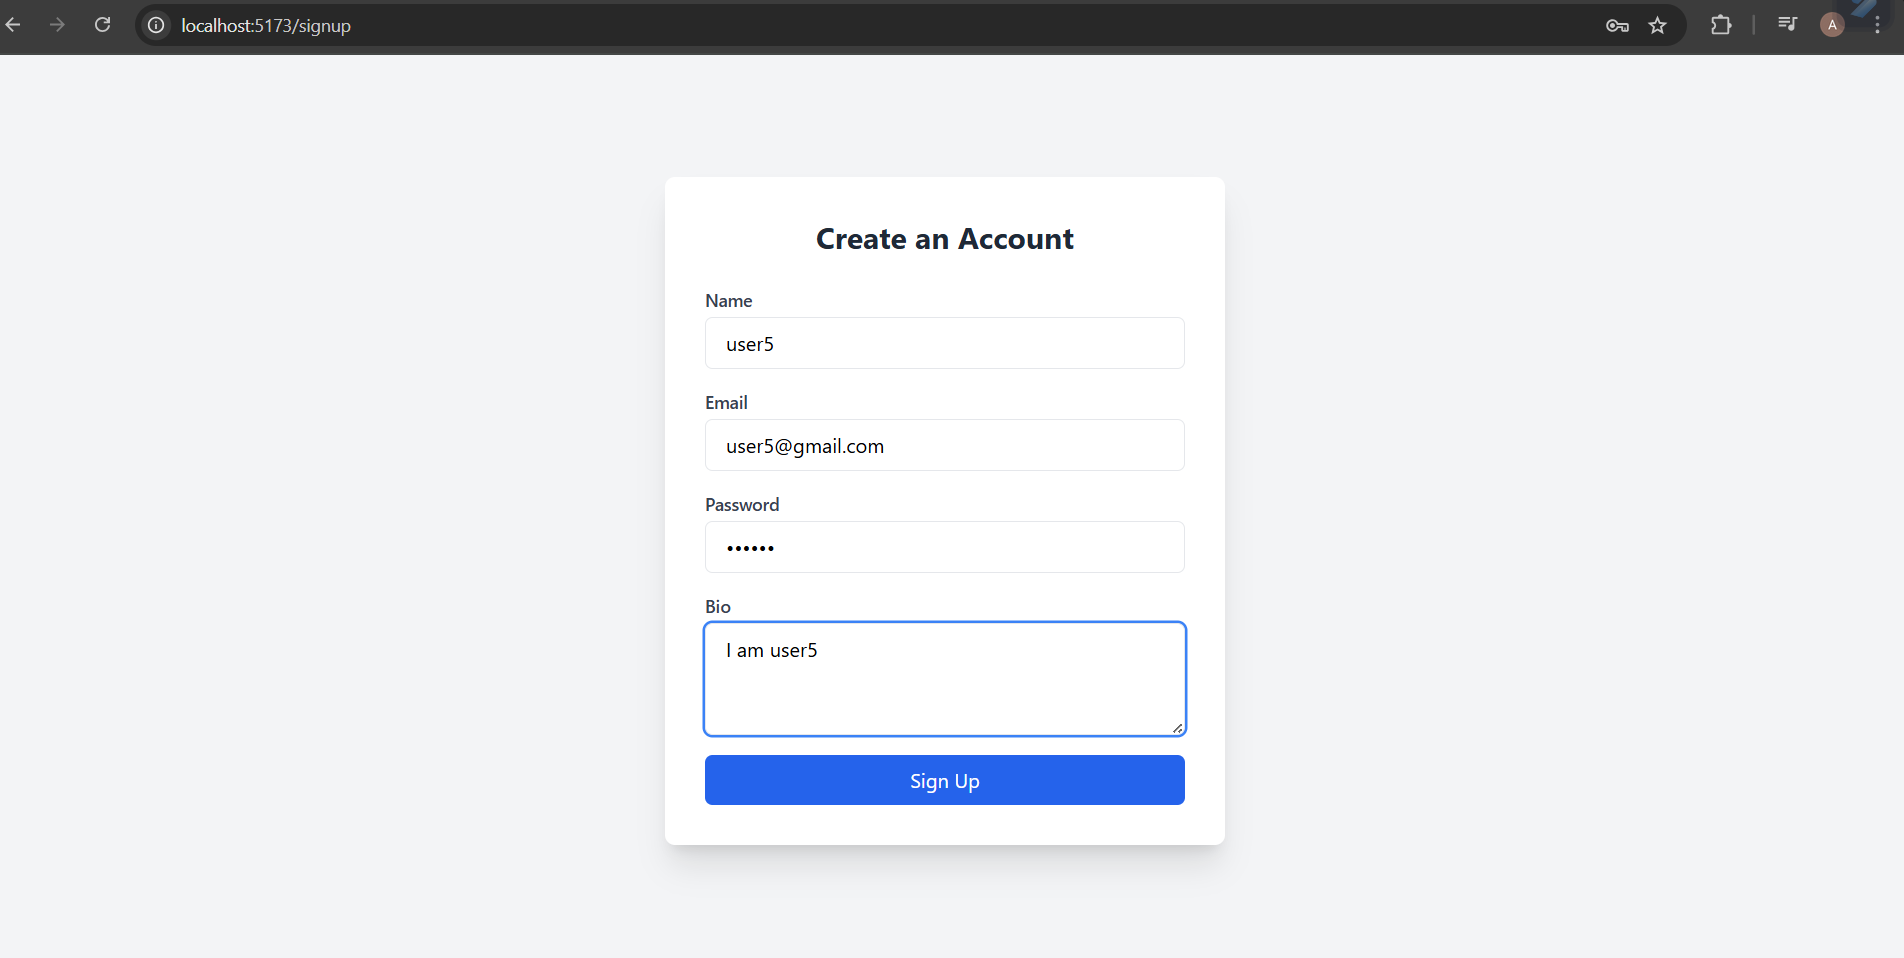 localhost:5173/signup
A
Create an Account
Name
user5
Email
user5@gmail.com
Password
••••••
Bio
I am user5
Sign Up